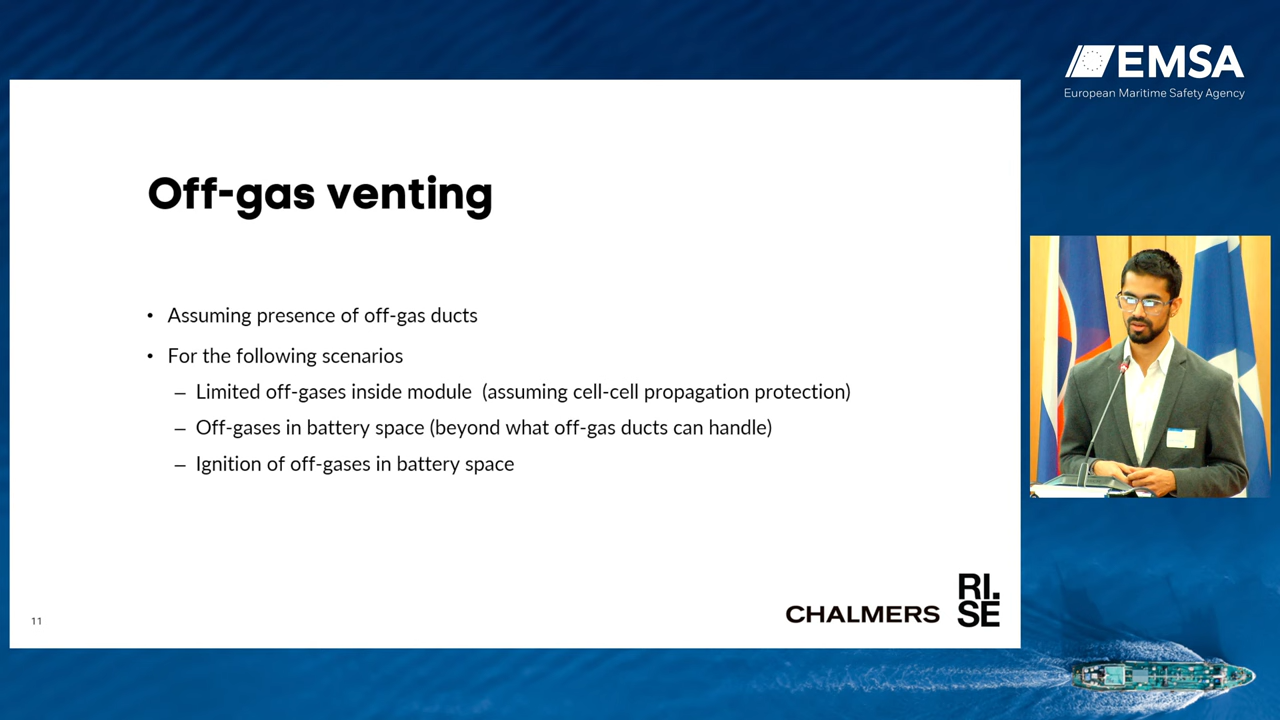 EMSA
European Maritime Safety Agency
Off-gas venting
• Assuming presence of off-gas ducts
• For the following scenarios
– Limited off-gases inside module (assuming cell-cell propagation protection)
– Off-gases in battery space (beyond what off-gas ducts can handle)
– Ignition of off-gases in battery space
11
CHALMERS
RI.
SE